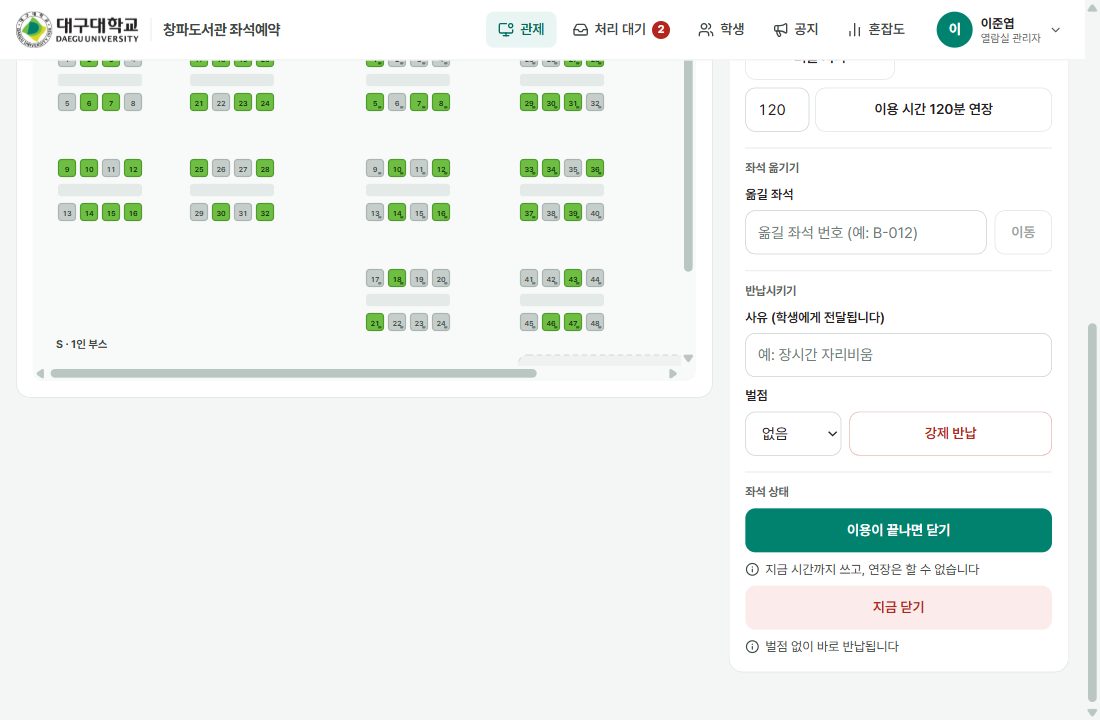 대구대학교
DAEGU UNIVERSITY
창파도서관 좌석예약
관제
처리 대기 2
학생
공지
혼잡도
이
이준엽
열람실 관리자
5 6 7 8 21 22 23 24 5 6 7 8 29 30 31 32
9 10 11 12 25 26 27 28 9 10 11 12 33 34 35 36
13 14 15 16 29 30 31 32 13 14 15 16 37 38 39 40
17 18 19 20 41 42 43 44
21 22 23 24 45 46 47 48
S · 1인 부스
120
이용 시간 120분 연장
좌석 옮기기
옮길 좌석
옮길 좌석 번호 (예: B-012)
이동
반납시키기
사유 (학생에게 전달됩니다)
예: 장시간 자리비움
벌점
없음
강제 반납
좌석 상태
이용이 끝나면 닫기
지금 시간까지 쓰고, 연장은 할 수 없습니다
지금 닫기
벌점 없이 바로 반납됩니다